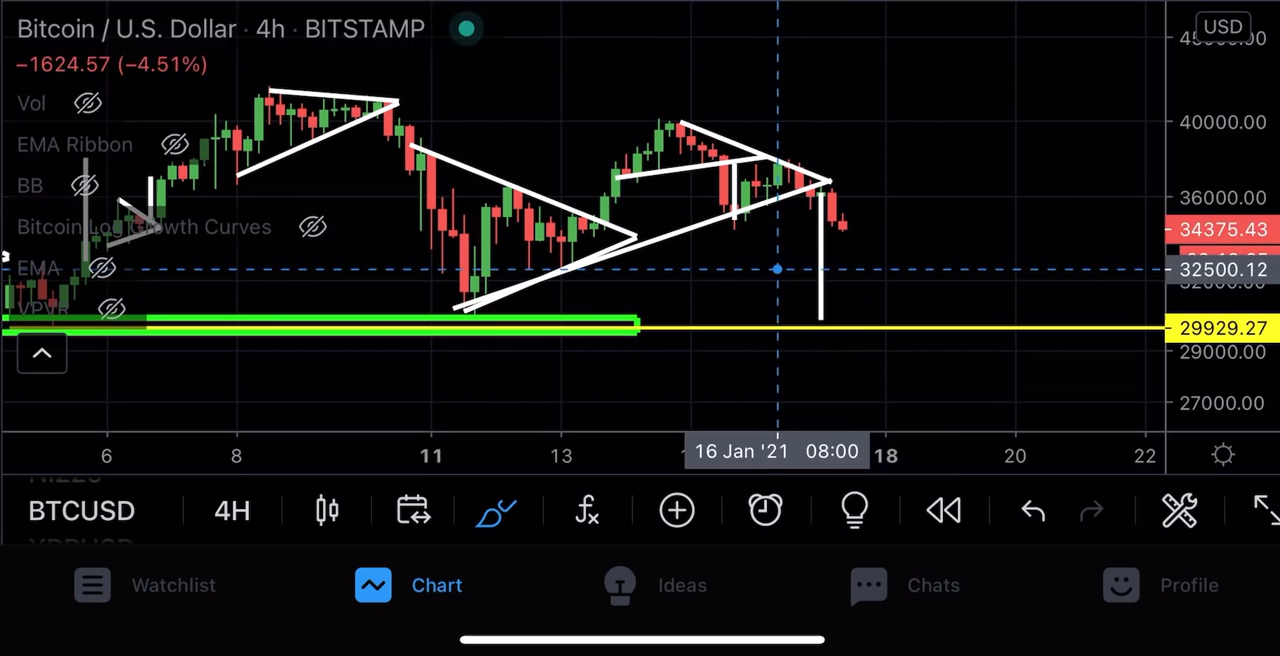 Bitcoin / U.S. Dollar · 4h · BITSTAMP
USD
−1624.57 (−4.51%)
Vol
EMA Ribbon
BB
Bitcoin Log Growth Curves
EMA
VPVR
40000.00
36000.00
34375.43
32500.12
32000.00
29929.27
29000.00
27000.00
6 8 11 13 16 Jan '21 08:00 18 20 22
BTCUSD 4H
Watchlist Chart Ideas Chats Profile